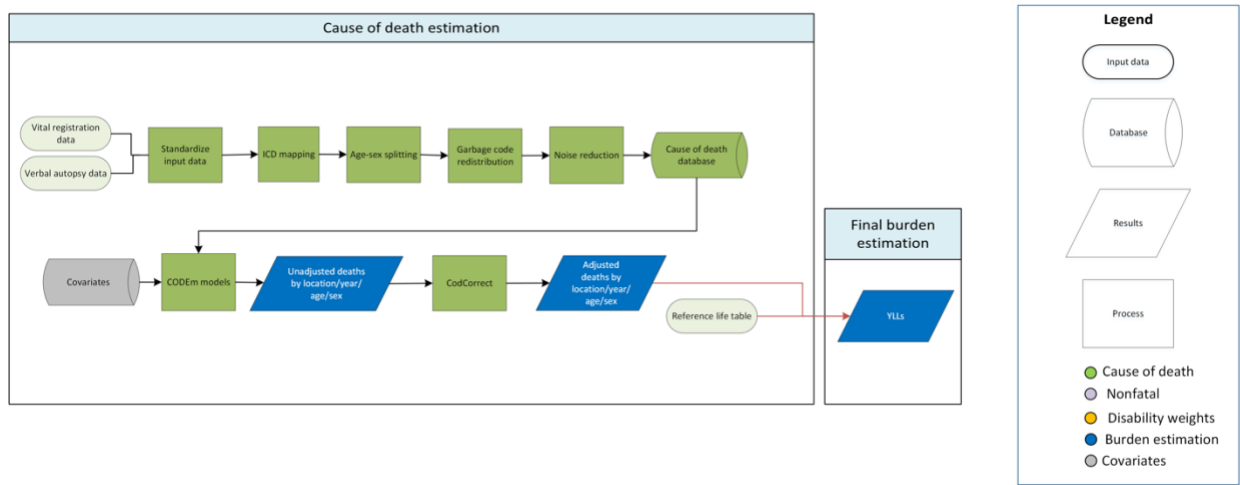 Cause of death estimation
Vital registration
data
Verbal autopsy data
Standardize
input data
ICD mapping
Age-sex splitting
Garbage code
redistribution
Noise reduction
Cause of death
database
Covariates
CODEm models
Unadjusted deaths
by location/year/
age/sex
CodCorrect
Adjusted
deaths by
location/year/
age/sex
Reference life table
Final burden
estimation
YLLs
Legend
Input data
Database
Results
Process
Cause of death
Nonfatal
Disability weights
Burden estimation
Covariates